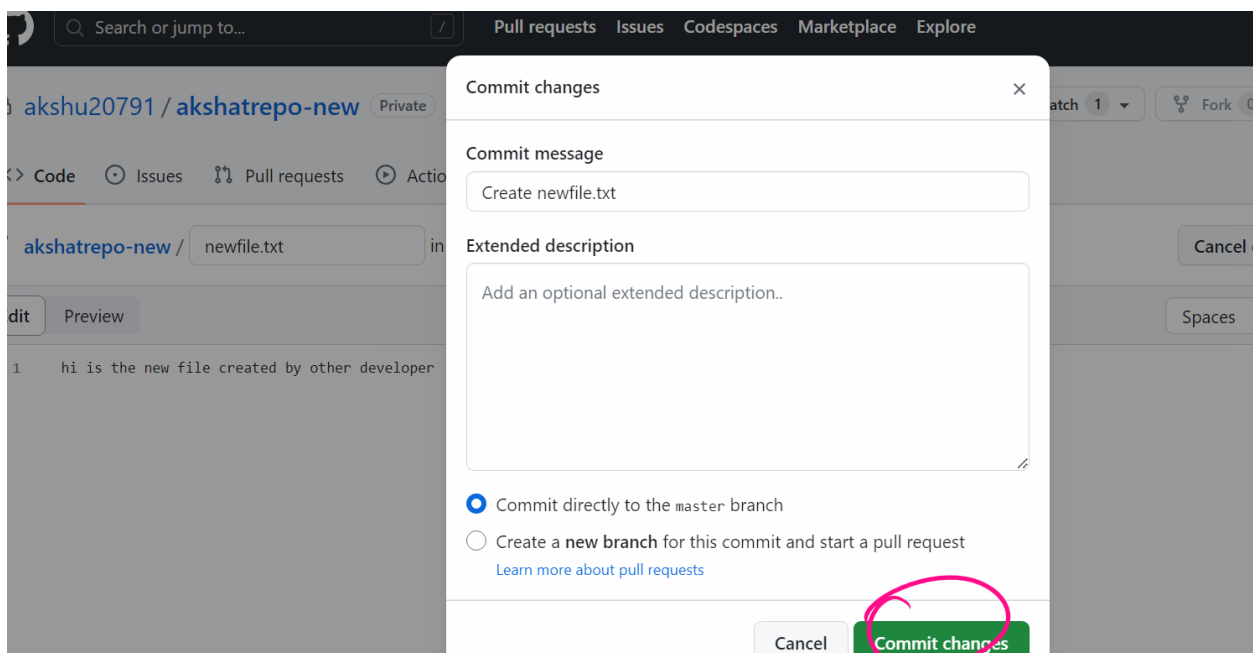 Search or jump to... / Pull requests Issues Codespaces Marketplace Explore
akshu20791 / akshatrepo-new Private
atch 1 Fork 0
<> Code Issues Pull requests Actio
akshatrepo-new / newfile.txt in
Cancel
dit Preview
Spaces
1 hi is the new file created by other developer
Commit changes
Commit message
Create newfile.txt
Extended description
Add an optional extended description..
Commit directly to the master branch
Create a new branch for this commit and start a pull request
Learn more about pull requests
Cancel Commit changes